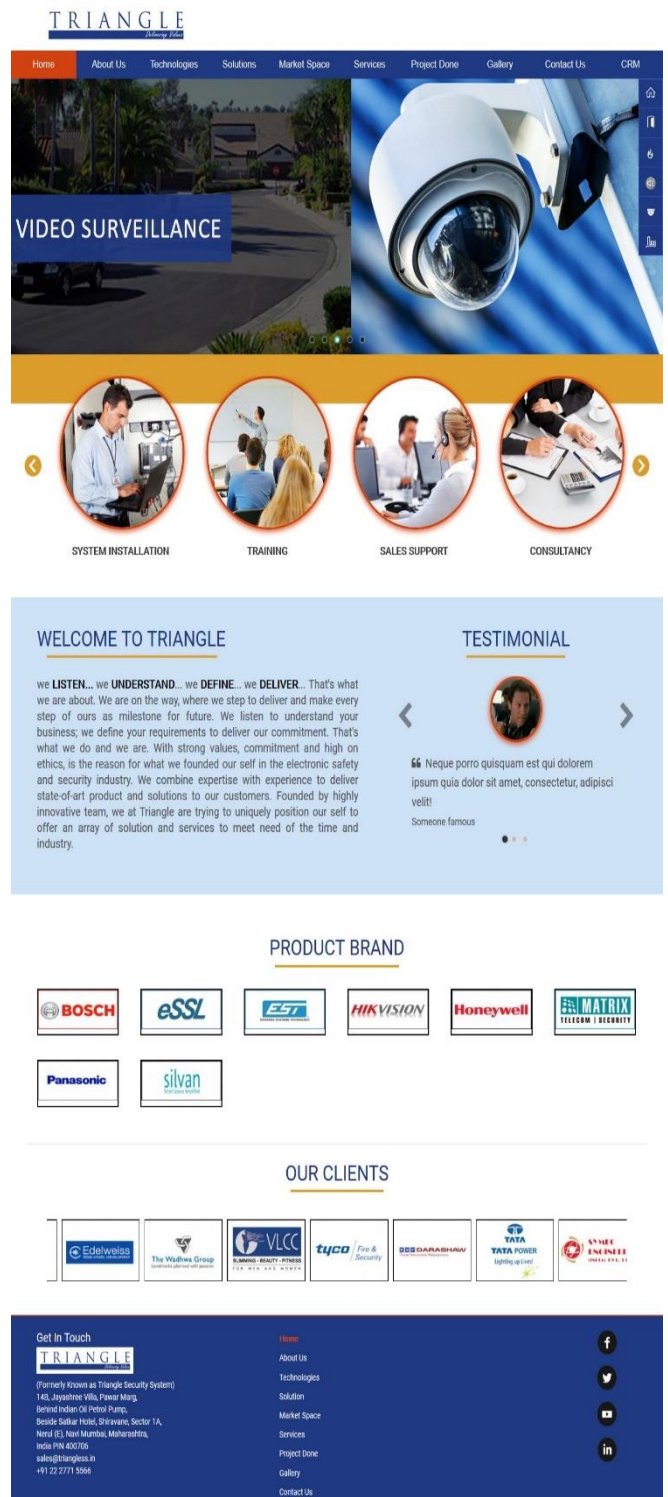 TRIANGLE
Delivering Values
Home About Us Technologies Solutions Market Space Services Project Done Gallery Contact Us CRM
VIDEO SURVEILLANCE
SYSTEM INSTALLATION TRAINING SALES SUPPORT CONSULTANCY
WELCOME TO TRIANGLE
we LISTEN... we UNDERSTAND... we DEFINE... we DELIVER... That's what
we are about. We are on the way, where we step to deliver and make every
step of ours as milestone for future. We listen to understand your
business; we define your requirements to deliver our commitment. That's
what we do and we are. With strong values, commitment and high on
ethics, is the reason for what we founded our self in the electronic safety
and security industry. We combine expertise with experience to deliver
state-of-art product and solutions to our customers. Founded by highly
innovative team, we at Triangle are trying to uniquely position our self to
offer an array of solution and services to meet need of the time and
industry.
TESTIMONIAL
Neque porro quisquam est qui dolorem
ipsum quia dolor sit amet, consectetur, adipisci
velit!
Someone famous
PRODUCT BRAND
BOSCH eSSL EST HIKVISION Honeywell MATRIX
TELECOM | SECURITY
Panasonic silvan
OUR CLIENTS
Edelweiss
The Wadhwa Group
VLCC
SLIMMING - BEAUTY - FITNESS
FOR MEN AND WOMEN
tyco Fire & Security
DARASHAW
TATA
TATA POWER
Lighting up Lives!
Get In Touch
TRIANGLE
Delivering Values
(Formerly Known as Triangle Security System)
148, Jayashree Villa, Pawar Marg,
Behind Indian Oil Petrol Pump,
Beside Satkar Hotel, Shiravane, Sector 1A,
Nerul (E), Navi Mumbai, Maharashtra,
India PIN 400706
sales@triangless.in
+91 22 2771 5566
Home
About Us
Technologies
Solution
Market Space
Services
Project Done
Gallery
Contact Us